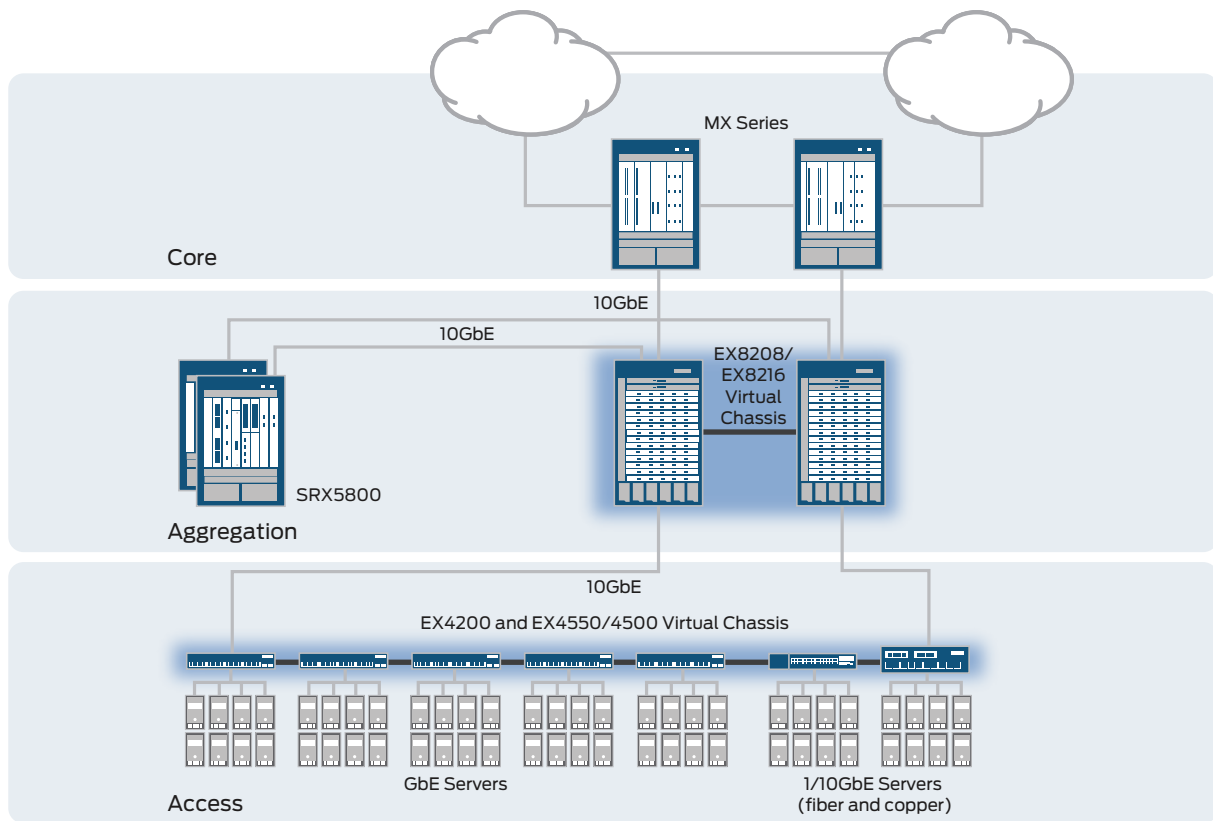 MX Series
Core
10GbE
10GbE
EX8208/
EX8216
Virtual
Chassis
SRX5800
Aggregation
10GbE
EX4200 and EX4550/4500 Virtual Chassis
GbE Servers
1/10GbE Servers
(fiber and copper)
Access